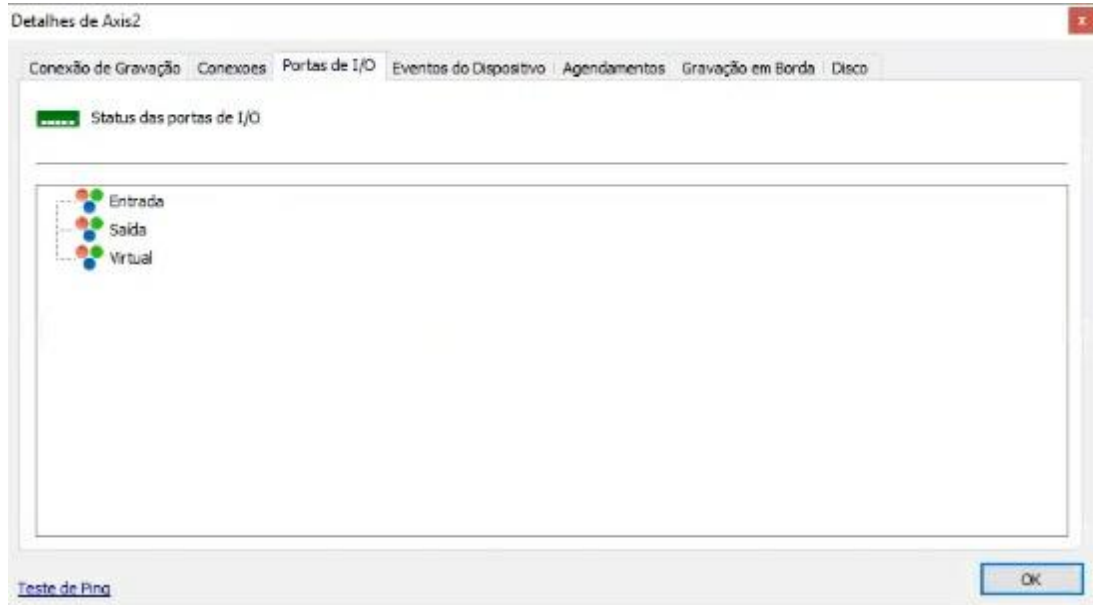 Detalhes de Axis2
x
Conexão de Gravação Conexoes Portas de I/O Eventos do Dispositivo Agendamentos Gravação em Borda Disco
Status das portas de I/O
Entrada
Saída
Virtual
Teste de Ping
OK